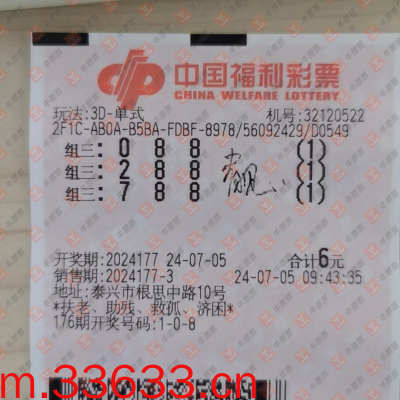 中国福利彩票
CHINA WELFARE LOTTERY
玩法:3D-单式 机号:32120522
2F1C-AB0A-B5BA-FDBF-8978/56092429/D0549
组三: 0 8 8 (1)
组三: 2 8 8 (1)
组三: 7 8 8 (1)
开奖期:2024177 24-07-05 合计6元
销售期:2024177-3 24-07-05 09:43:35
地址:泰兴市根思中路10号
*扶老、助残、救孤、济困*
176期开奖号码:1-0-8
m.33633.cn